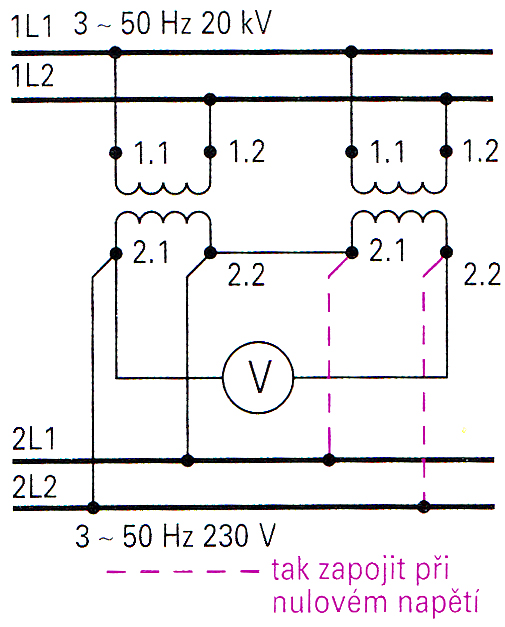 1L1 3 ~ 50 Hz 20 kV
1L2
1.1 1.2 1.1 1.2
2.1 2.2 2.1 2.2
V
2L1
2L2
3 ~ 50 Hz 230 V
tak zapojit při
nulovém napětí